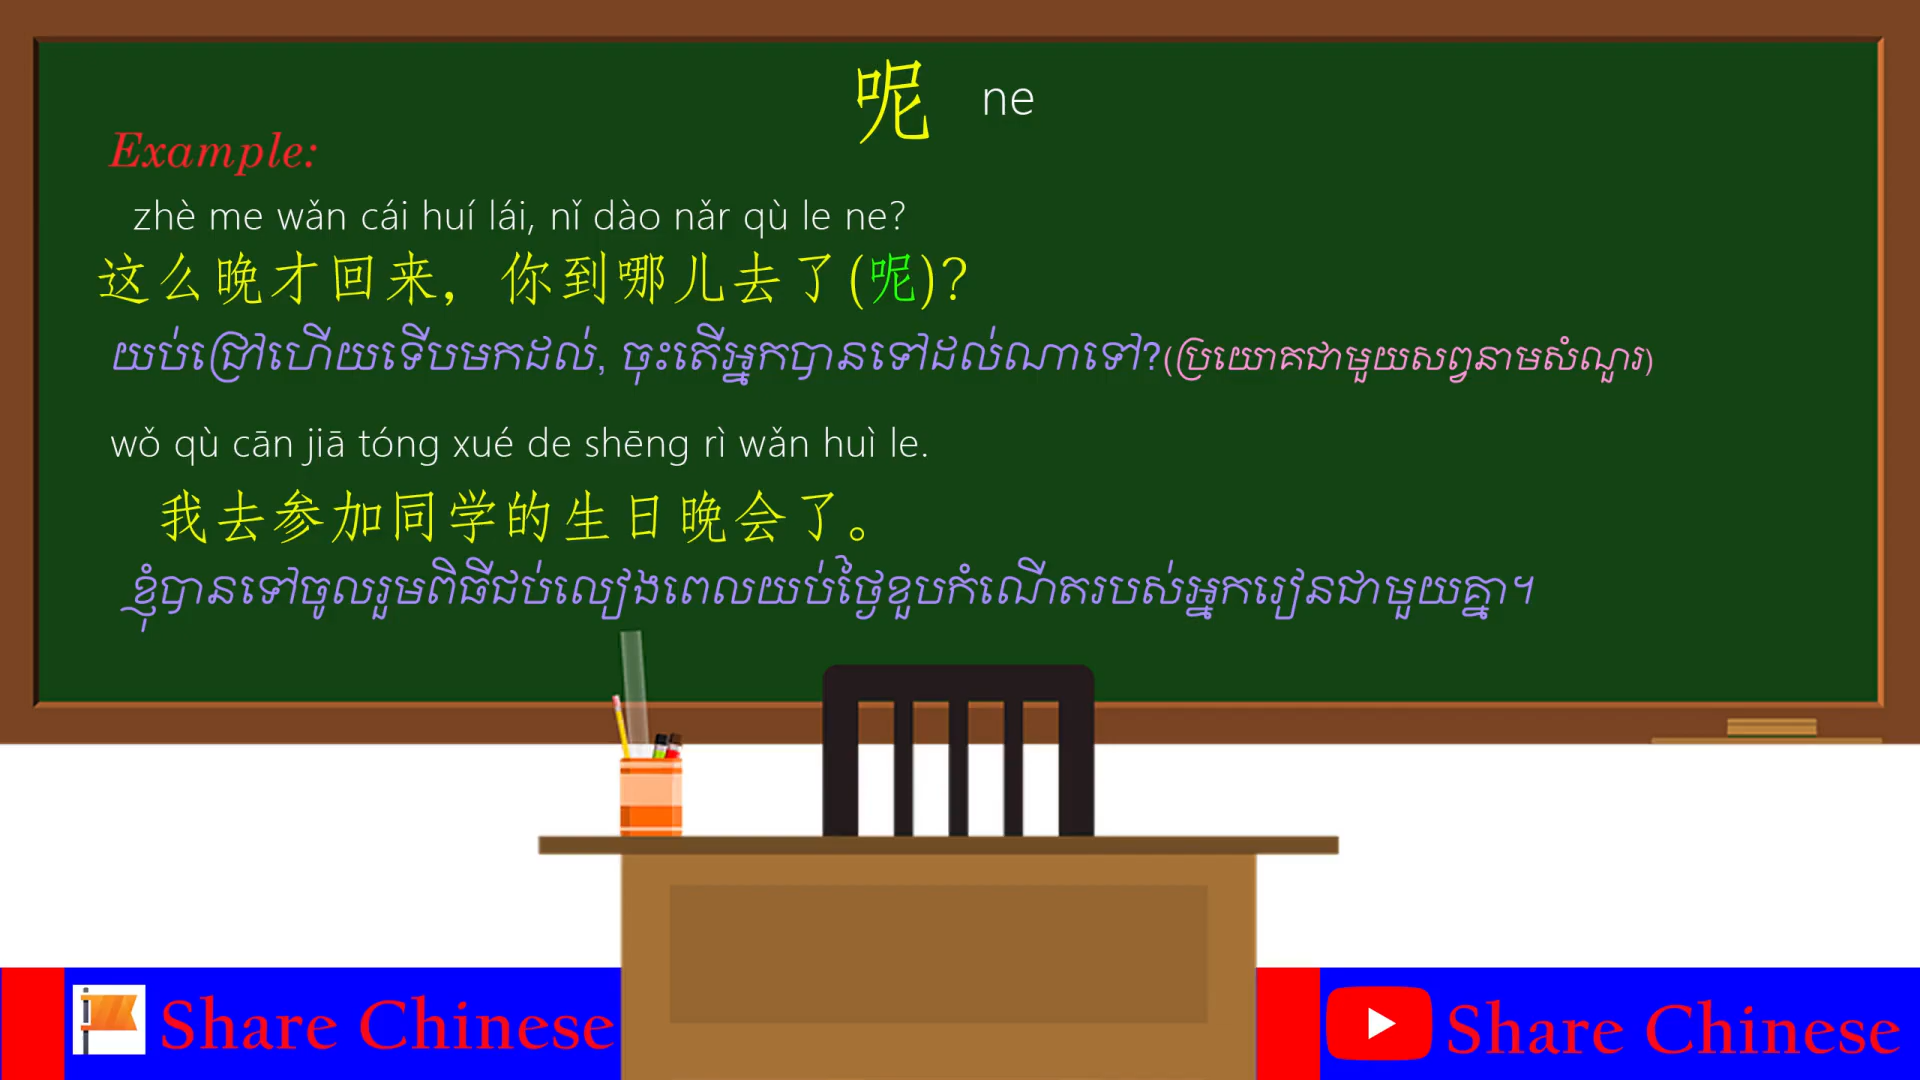 呢 ne
Example:
zhè me wǎn cái huí lái, nǐ dào nǎr qù le ne?
这么晚才回来，你到哪儿去了(呢)?
យប់ជ្រៅហើយទើបមកដល់, ចុះតើអ្នកបានទៅដល់ណាទៅ?(ប្រយោគជាមួយសព្វនាមសំណួរ)
wǒ qù cān jiā tóng xué de shēng rì wǎn huì le.
我去参加同学的生日晚会了。
ខ្ញុំបានទៅចូលរួមពិធីជប់លៀងពេលយប់ថ្ងៃខួបកំណើតរបស់អ្នករៀនជាមួយគ្នា។
Share Chinese
Share Chinese